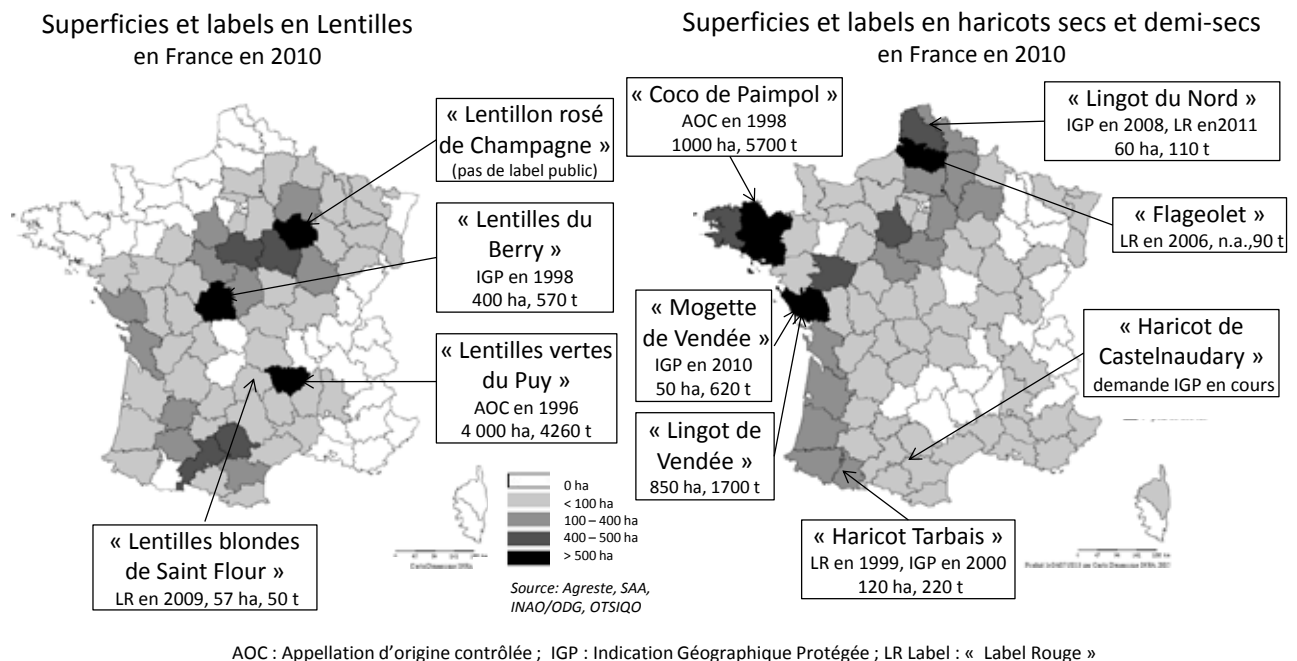 Superficies et labels en Lentilles
en France en 2010
Superficies et labels en haricots secs et demi-secs
en France en 2010
« Lentillon rosé
de Champagne »
(pas de label public)
« Lentilles du
Berry »
IGP en 1998
400 ha, 570 t
« Lentilles vertes
du Puy »
AOC en 1996
4 000 ha, 4260 t
« Lentilles blondes
de Saint Flour »
LR en 2009, 57 ha, 50 t
0 ha
< 100 ha
100 – 400 ha
400 – 500 ha
> 500 ha
Source: Agreste, SAA,
INAO/ODG, OTSIQO
« Coco de Paimpol »
AOC en 1998
1000 ha, 5700 t
« Lingot du Nord »
IGP en 2008, LR en2011
60 ha, 110 t
« Flageolet »
LR en 2006, n.a.,90 t
« Mogette
de Vendée »
IGP en 2010
50 ha, 620 t
« Haricot de
Castelnaudary »
demande IGP en cours
« Lingot de
Vendée »
850 ha, 1700 t
« Haricot Tarbais »
LR en 1999, IGP en 2000
120 ha, 220 t
AOC : Appellation d'origine contrôlée ; IGP : Indication Géographique Protégée ; LR Label : « Label Rouge »